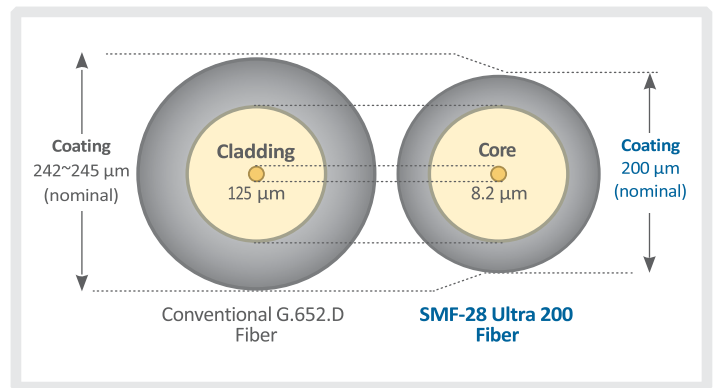 Coating
242~245 µm
(nominal)
Cladding
125 µm
Core
8.2 µm
Coating
200 µm
(nominal)
Conventional G.652.D
Fiber
SMF-28 Ultra 200
Fiber